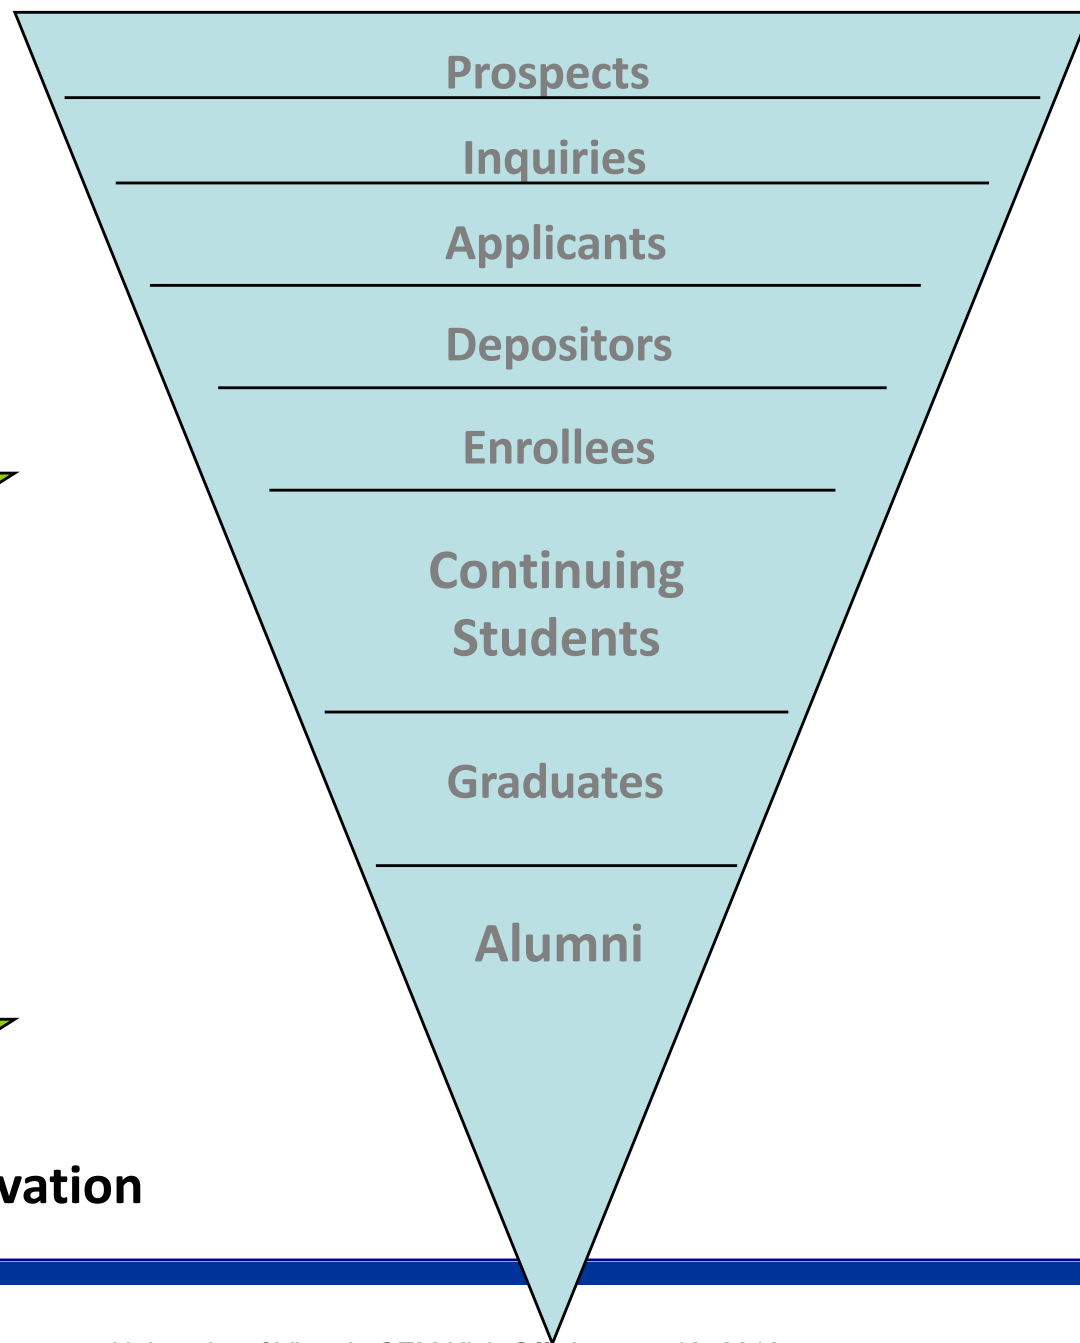 Prospects
Inquiries
Applicants
Depositors
Enrollees
Continuing
Students
Graduates
Alumni
vation